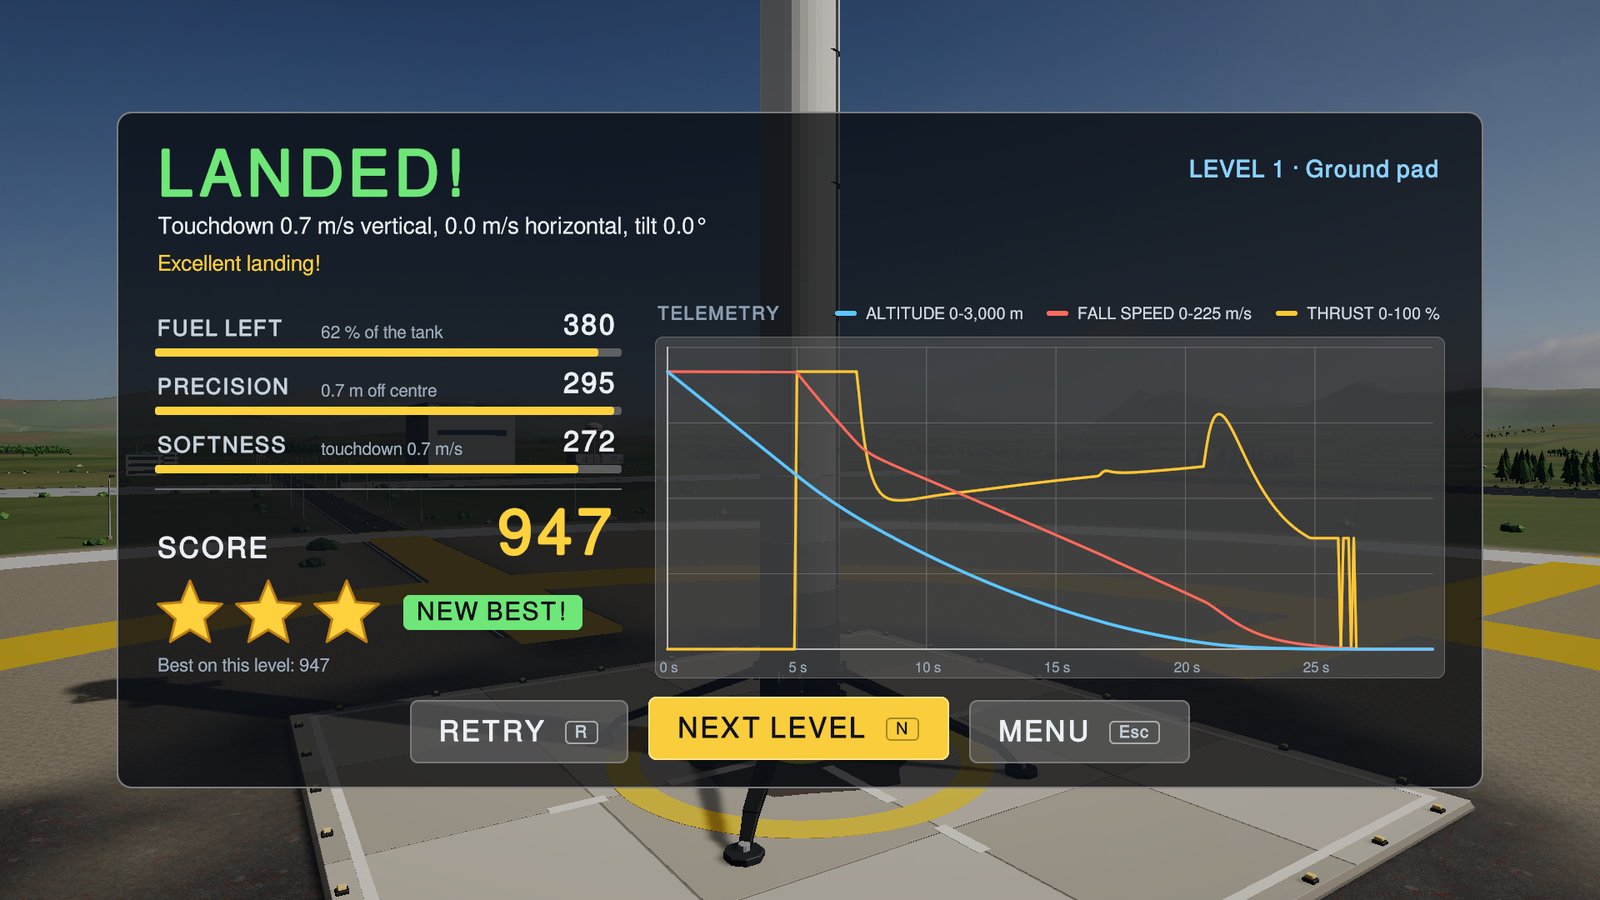 LANDED!
LEVEL 1 · Ground pad
Touchdown 0.7 m/s vertical, 0.0 m/s horizontal, tilt 0.0°
Excellent landing!
FUEL LEFT 62 % of the tank 380
PRECISION 0.7 m off centre 295
SOFTNESS touchdown 0.7 m/s 272
SCORE 947
NEW BEST!
Best on this level: 947
TELEMETRY ALTITUDE 0-3,000 m FALL SPEED 0-225 m/s THRUST 0-100 %
0 s 5 s 10 s 15 s 20 s 25 s
RETRY R NEXT LEVEL N MENU Esc